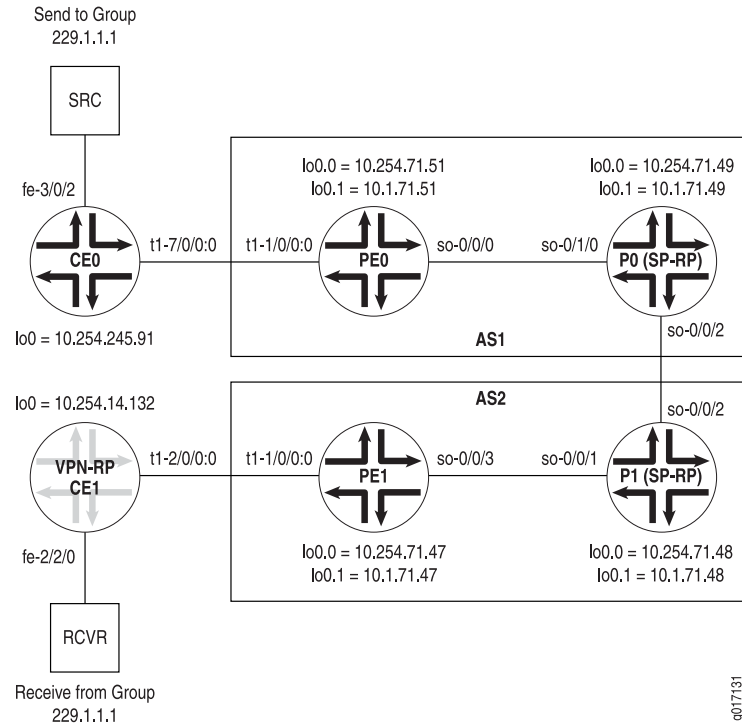 Send to Group
229.1.1.1
SRC
lo0.0 = 10.254.71.51
lo0.1 = 10.1.71.51
lo0.0 = 10.254.71.49
lo0.1 = 10.1.71.49
fe-3/0/2
t1-7/0/0:0
t1-1/0/0:0
so-0/0/0
so-0/1/0
CE0
PE0
P0 (SP-RP)
lo0 = 10.254.245.91
AS1
so-0/0/2
lo0 = 10.254.14.132
AS2
so-0/0/2
t1-2/0/0:0
t1-1/0/0:0
so-0/0/3
so-0/0/1
VPN-RP
CE1
PE1
P1 (SP-RP)
fe-2/2/0
lo0.0 = 10.254.71.47
lo0.1 = 10.1.71.47
lo0.0 = 10.254.71.48
lo0.1 = 10.1.71.48
RCVR
Receive from Group
229.1.1.1
g017131